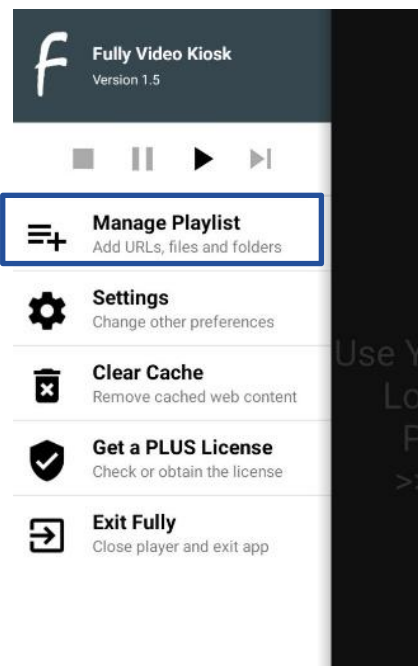 f
Fully Video Kiosk
Version 1.5
Manage Playlist
Add URLs, files and folders
Settings
Change other preferences
Clear Cache
Remove cached web content
Get a PLUS License
Check or obtain the license
Exit Fully
Close player and exit app
Use